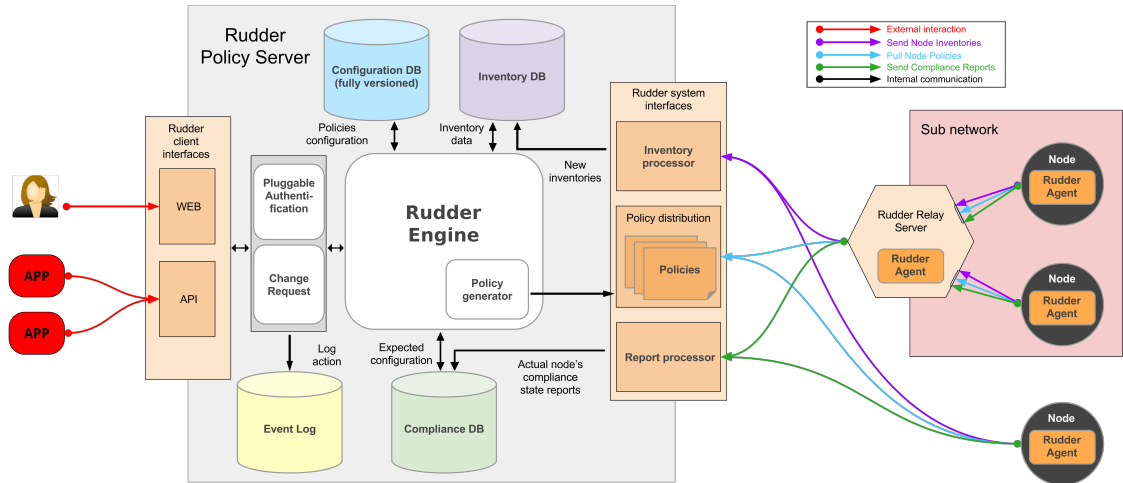 Rudder
Policy Server
External interaction
Send Node Inventories
Pull Node Policies
Send Compliance Reports
Internal communication
Configuration DB
(fully versioned)
Inventory DB
Rudder system
interfaces
Rudder
client
interfaces
Policies
configuration
Inventory
data
New
inventories
Inventory
processor
Sub network
Node
Rudder
Agent
WEB
Pluggable
Authenti-
fication
Rudder
Engine
Policy distribution
Policies
Rudder Relay
Server
Rudder
Agent
APP
API
Change
Request
Policy
generator
Node
Rudder
Agent
APP
Log
action
Expected
configuration
Actual node's
compliance
state reports
Report processor
Event Log
Compliance DB
Node
Rudder
Agent